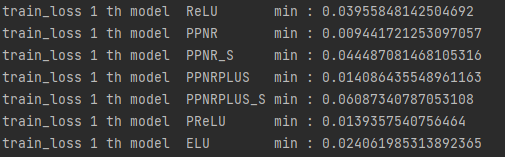 train_loss 1 th model  ReLU       min : 0.03955848142504692
train_loss 1 th model  PPNR       min : 0.009441721253097057
train_loss 1 th model  PPNR_S     min : 0.044487081468105316
train_loss 1 th model  PPNRPLUS   min : 0.014086435548961163
train_loss 1 th model  PPNRPLUS_S min : 0.06087340787053108
train_loss 1 th model  PReLU      min : 0.0139357540756464
train_loss 1 th model  ELU        min : 0.024061985313892365